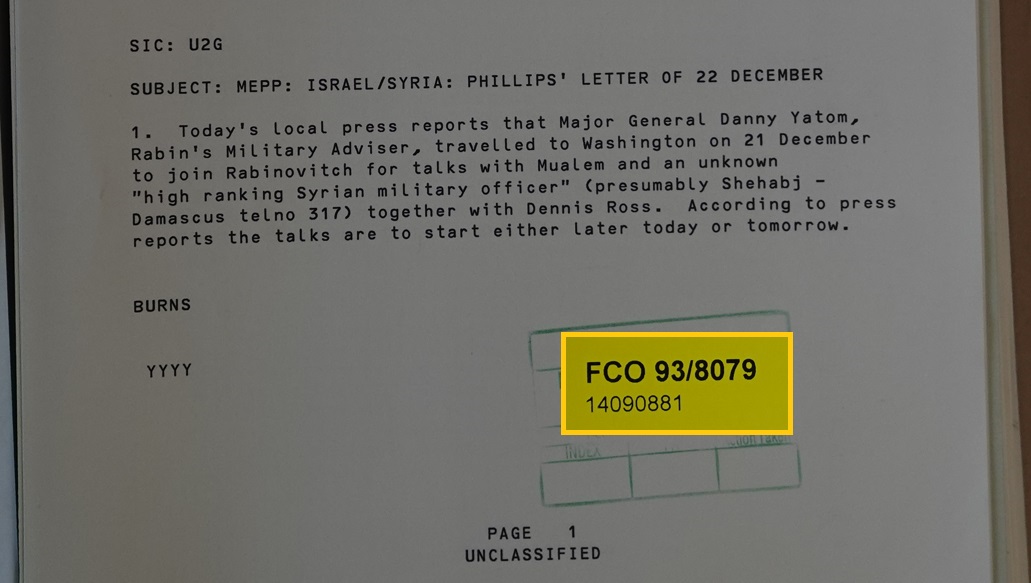 SIC: U2G
SUBJECT: MEPP: ISRAEL/SYRIA: PHILLIPS' LETTER OF 22 DECEMBER
1. Today's local press reports that Major General Danny Yatom,
Rabin's Military Adviser, travelled to Washington on 21 December
to join Rabinovitch for talks with Mualem and an unknown
"high ranking Syrian military officer" (presumably Shehabj -
Damascus telno 317) together with Dennis Ross. According to press
reports the talks are to start either later today or tomorrow.
BURNS
YYYY
FCO 93/8079
14090881
INDEX
PAGE 1
UNCLASSIFIED